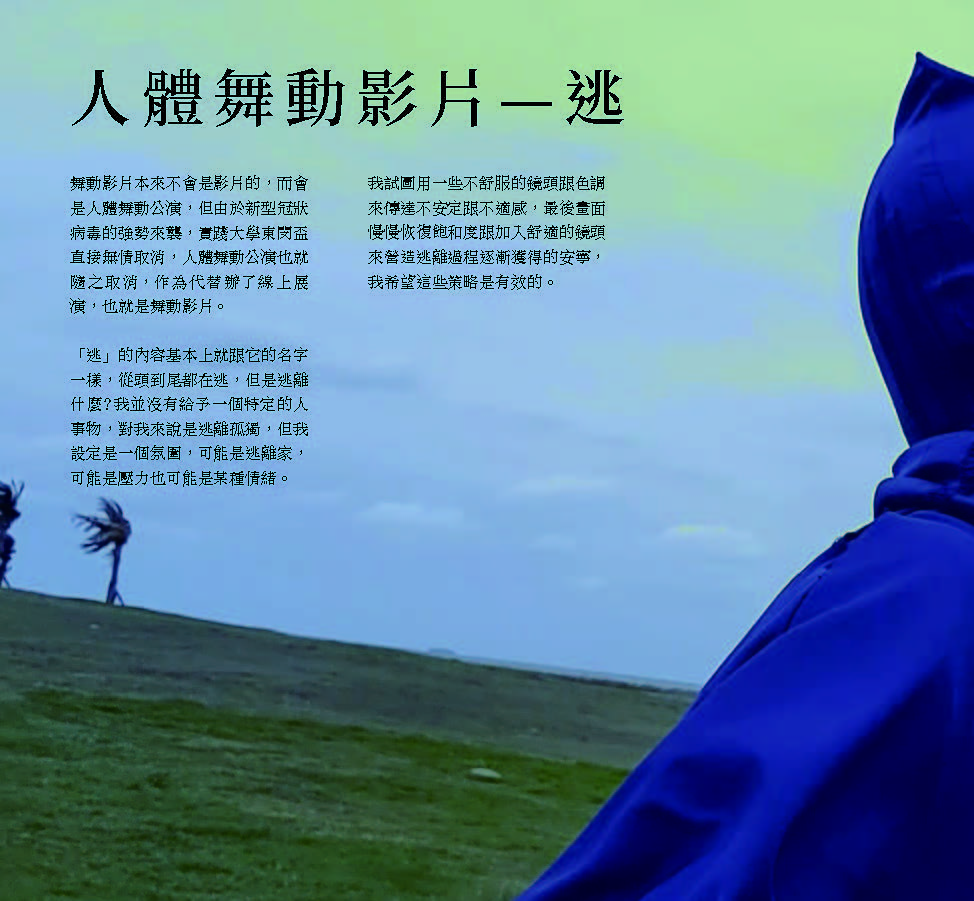 人體舞動影片—逃
舞動影片本來不會是影片的，而會
是人體舞動公演，但由於新型冠狀
病毒的強勢來襲，實踐大學東閔盃
直接無情取消，人體舞動公演也就
隨之取消，作為代替辦了線上展
演，也就是舞動影片。
「逃」的內容基本上就跟它的名字
一樣，從頭到尾都在逃，但是逃離
什麼?我並沒有給予一個特定的人
事物，對我來說是逃離孤獨，但我
設定是一個氛圍，可能是逃離家，
可能是壓力也可能是某種情緒。
我試圖用一些不舒服的鏡頭跟色調
來傳達不安定跟不適感，最後畫面
慢慢恢復飽和度跟加入舒適的鏡頭
來營造逃離過程逐漸獲得的安寧，
我希望這些策略是有效的。